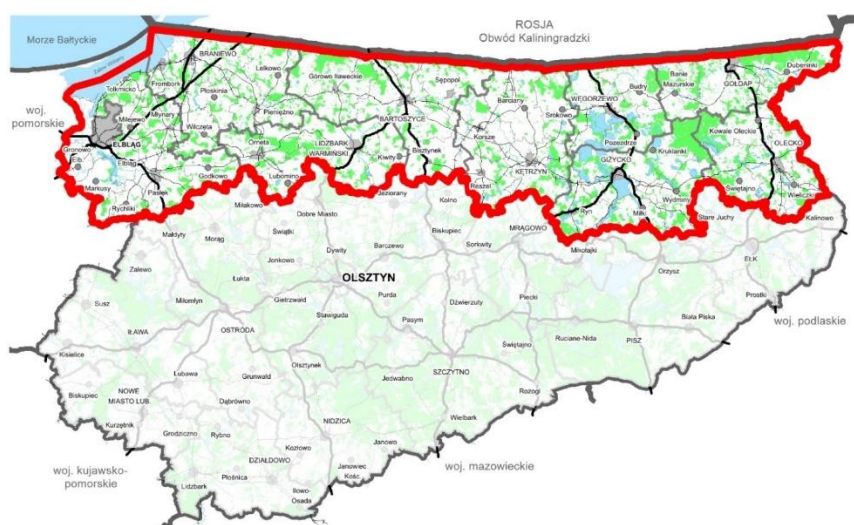 ROSJA
Obwód Kaliningradzki
Morze Bałtyckie
Zalew Wiślany
woj.
pomorskie
BRANIEWO
Frombork
Tolkmicko
Lelkowo
Płoskinia
Pieniężno
Górowo Iławeckie
Sępopol
BARTOSZYCE
Barciany
Srokowo
WĘGORZEWO
Budry
Banie
Mazurskie
GOŁDAP
Dubeninki
Milejewo
Młynary
Wilczęta
ELBLĄG
Elbląg
Gronowo
Elb.
Markusy
Pasłęk
Rychliki
Godkowo
Orneta
LIDZBARK
WARMIŃSKI
Lubomino
Kiwity
Bisztynek
Korsze
KĘTRZYN
Reszel
Pozezdrze
GIŻYCKO
Kruklanki
Kowale Oleckie
OLECKO
Świętajno
Wieliczki
Wydminy
Ryn
Miłki
Stare Juchy
Kalinowo
Jeziorany
Kolno
Miłakowo
Dobre Miasto
Małdyty
Morąg
Świątki
Dywity
Barczewo
Biskupiec
Sorkwity
MRĄGOWO
Mikołajki
Orzysz
EŁK
Zalewo
Łukta
Jonkowo
OLSZTYN
Prostki
Susz
Miłomłyn
Gietrzwałd
Purda
Dźwierzuty
Piecki
Biała Piska
woj. podlaskie
Stawiguda
Pasym
OSTRÓDA
IŁAWA
Ruciane-Nida
PISZ
Kisielice
Świętajno
Olsztynek
SZCZYTNO
Lubawa
Grunwald
Jedwabno
Biskupiec
NOWE
MIASTO LUB.
Dąbrówno
Rozogi
Kurzętnik
NIDZICA
Wielbark
Grodziczno
Rybno
Kozłowo
Janowo
DZIAŁDOWO
woj. kujawsko-
pomorskie
Płośnica
Janowiec
Kośc.
woj. mazowieckie
Lidzbark
Iłowo-
Osada